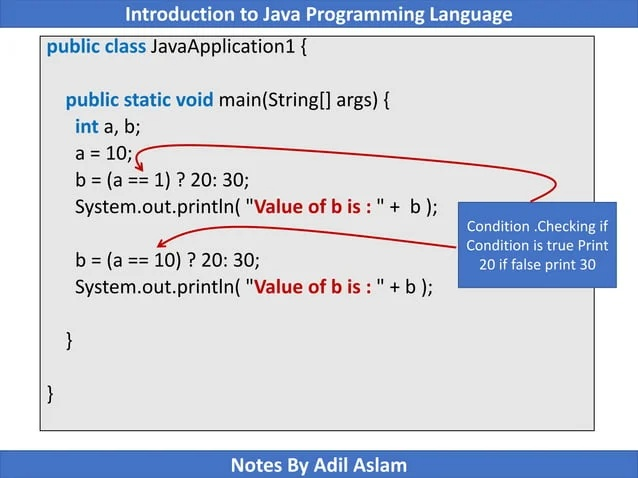 Introduction to Java Programming Language
public class JavaApplication1 {
public static void main(String[] args) {
int a, b;
a = 10;
b = (a == 1) ? 20: 30;
System.out.println( "Value of b is : " +  b );
b = (a == 10) ? 20: 30;
System.out.println( "Value of b is : " + b );
}
}
Condition .Checking if
Condition is true Print
20 if false print 30
Notes By Adil Aslam